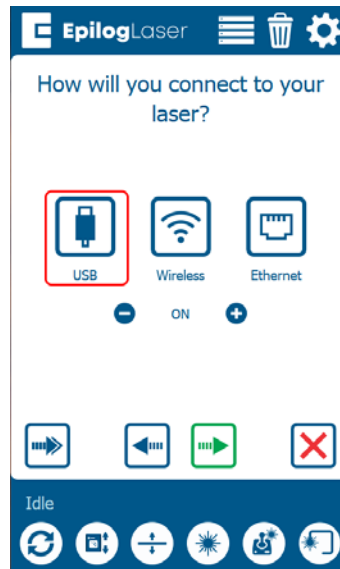 EpilogLaser
How will you connect to your
laser?
USB Wireless Ethernet
ON
Idle